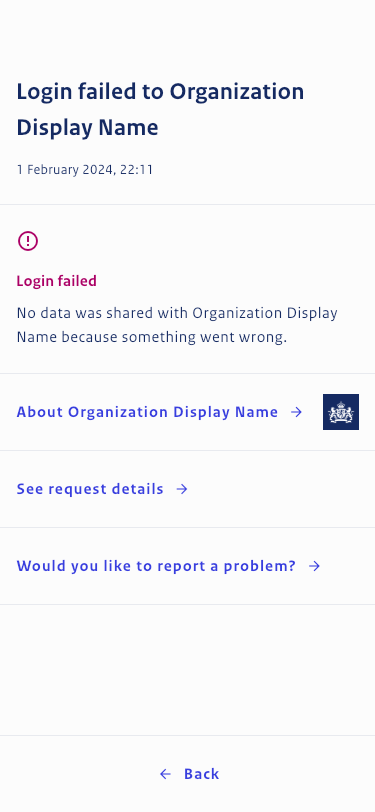 Login failed to Organization
Display Name
1 February 2024, 22:11
Login failed
No data was shared with Organization Display
Name because something went wrong.
About Organization Display Name
See request details
Would you like to report a problem?
Back